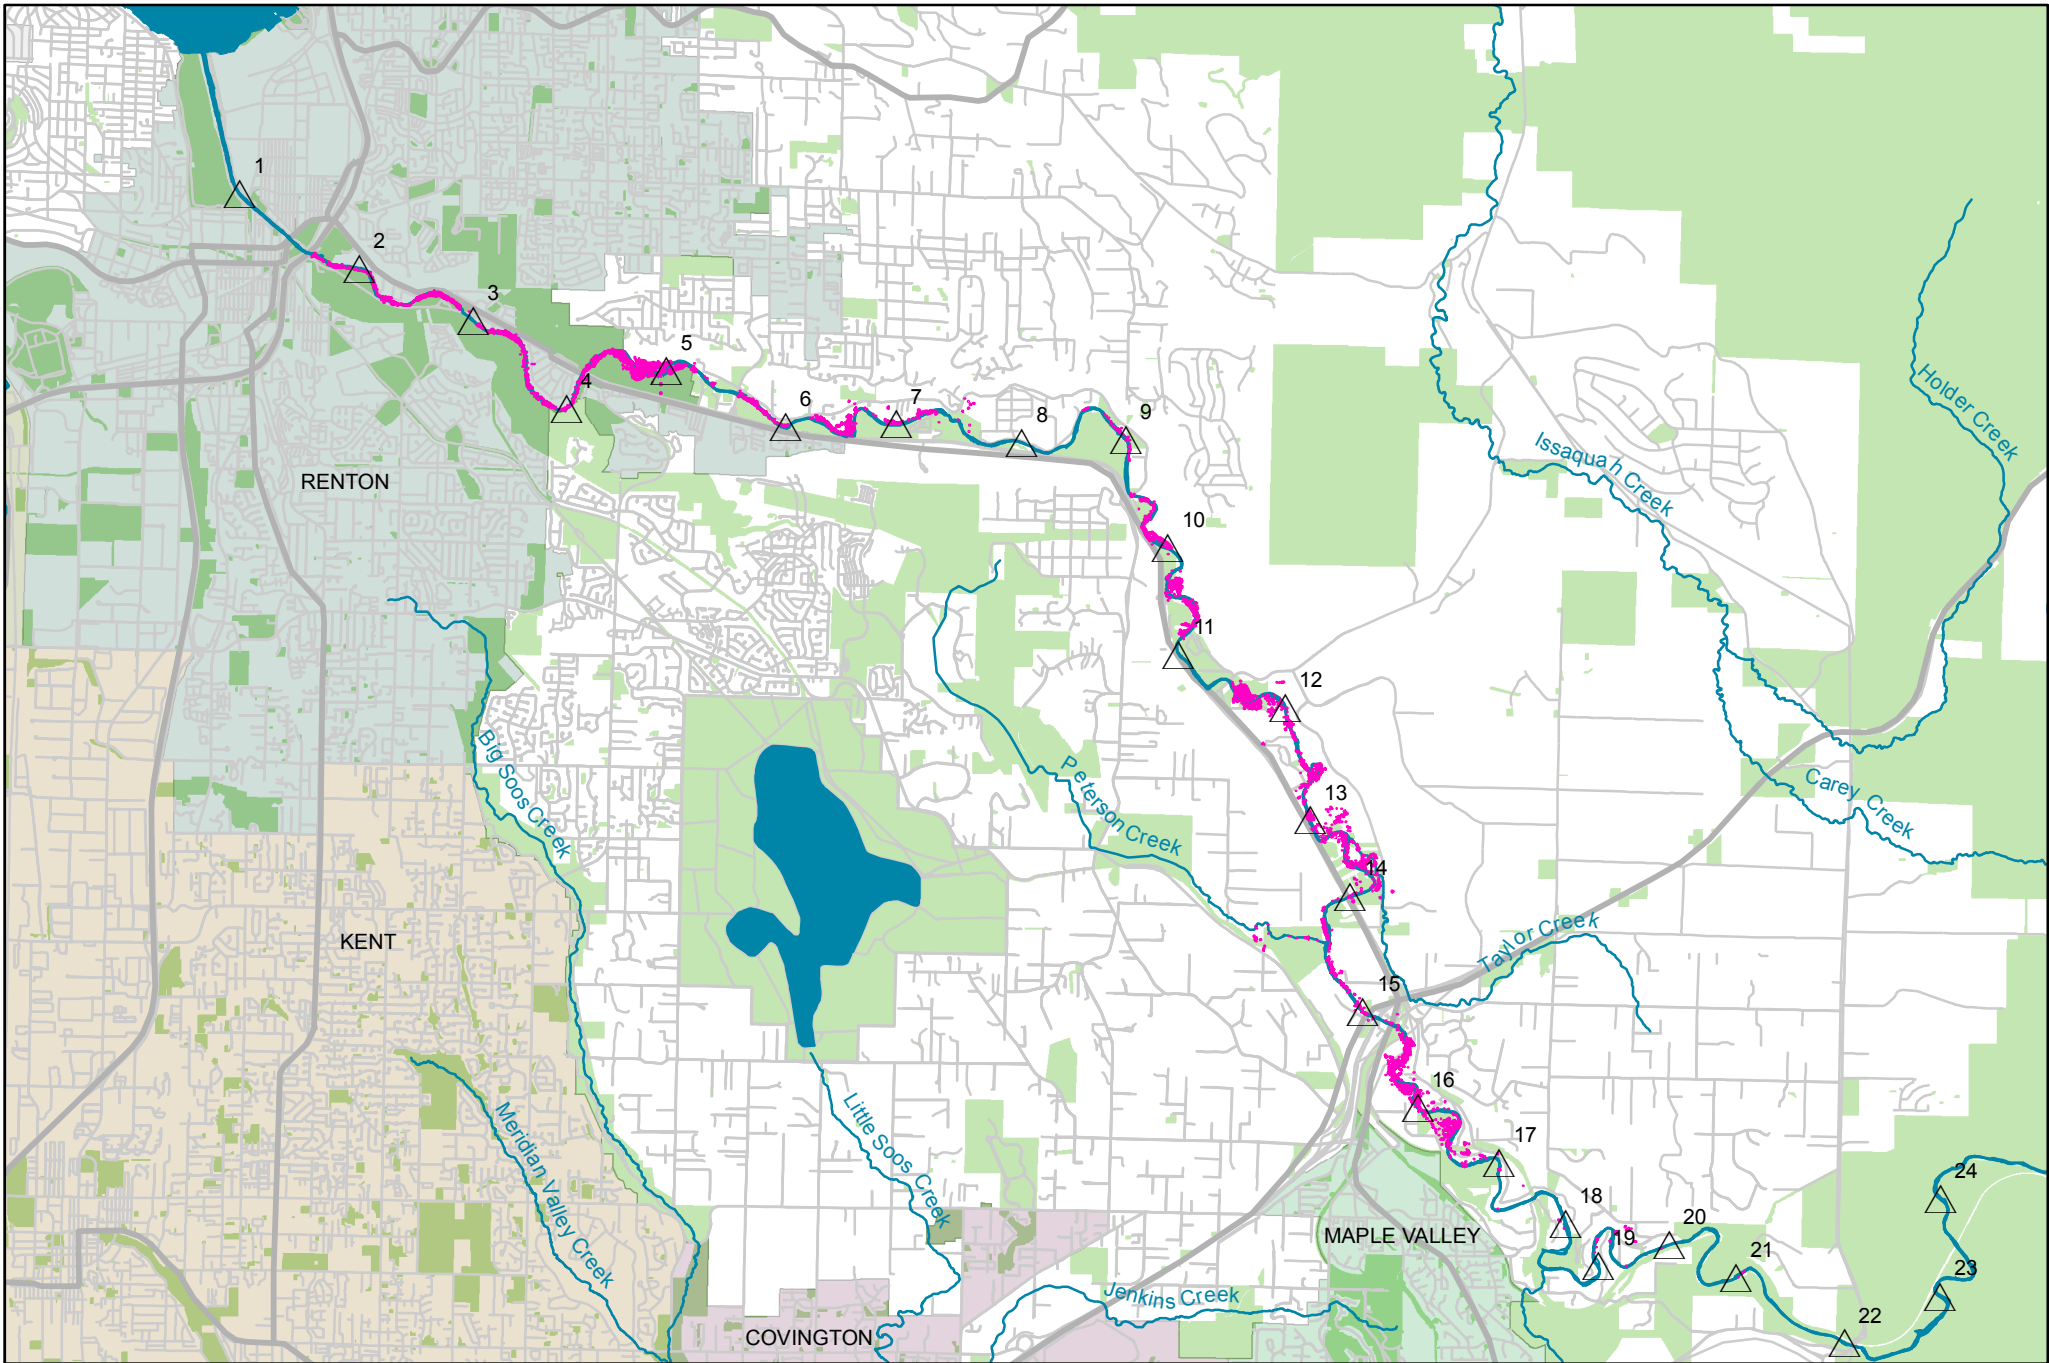 1
2
3
4
5
6
7
8
9
10
11
12
13
14
15
16
17
18
19
20
21
22
23
24
RENTON
KENT
MAPLE VALLEY
COVINGTON
Holder Creek
Issaquah Creek
Carey Creek
Peterson Creek
Taylor Creek
Big Soos Creek
Little Soos Creek
Meridian Valley Creek
Jenkins Creek